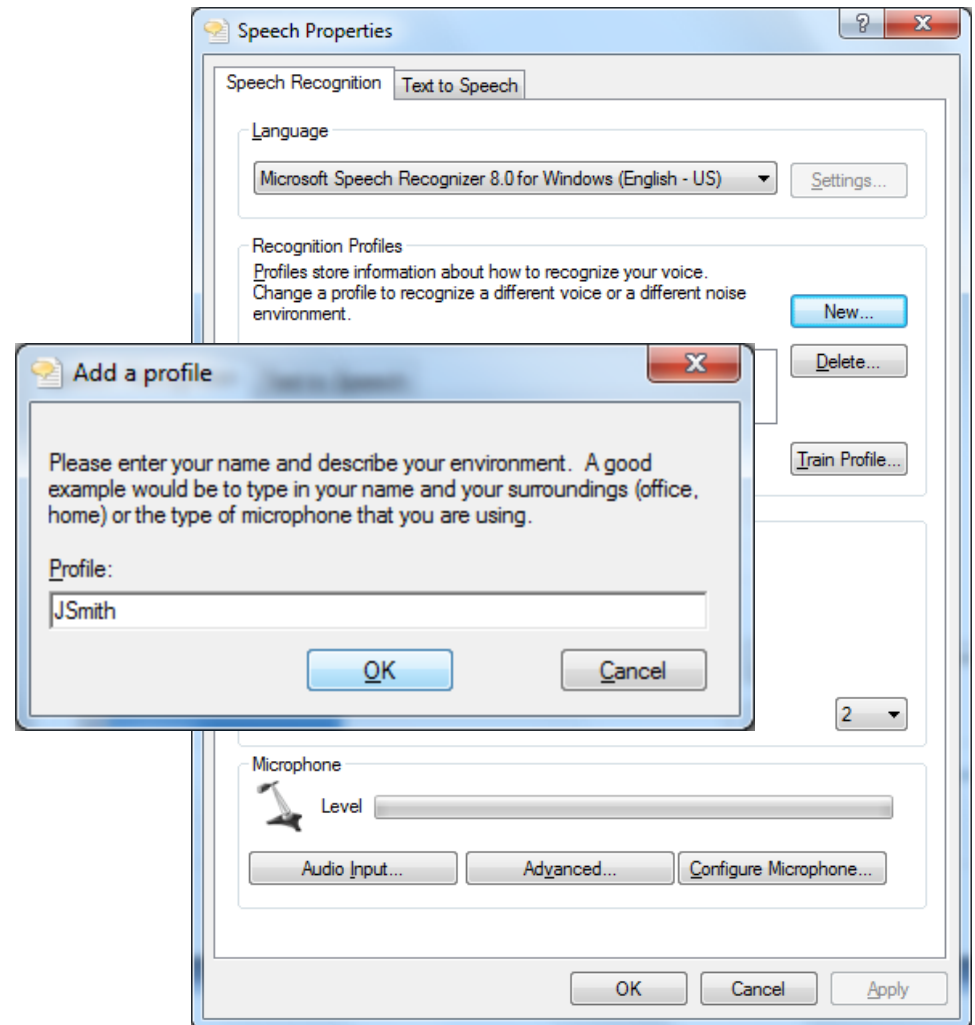 Speech Properties
Speech Recognition
Text to Speech
Language
Microsoft Speech Recognizer 8.0 for Windows (English - US)
Settings...
Recognition Profiles
Profiles store information about how to recognize your voice.
Change a profile to recognize a different voice or a different noise
environment.
New...
Delete...
Train Profile...
Add a profile
Please enter your name and describe your environment.  A good
example would be to type in your name and your surroundings (office,
home) or the type of microphone that you are using.
Profile:
JSmith
OK
Cancel
2
Microphone
Level
Audio Input...
Advanced...
Configure Microphone...
OK
Cancel
Apply